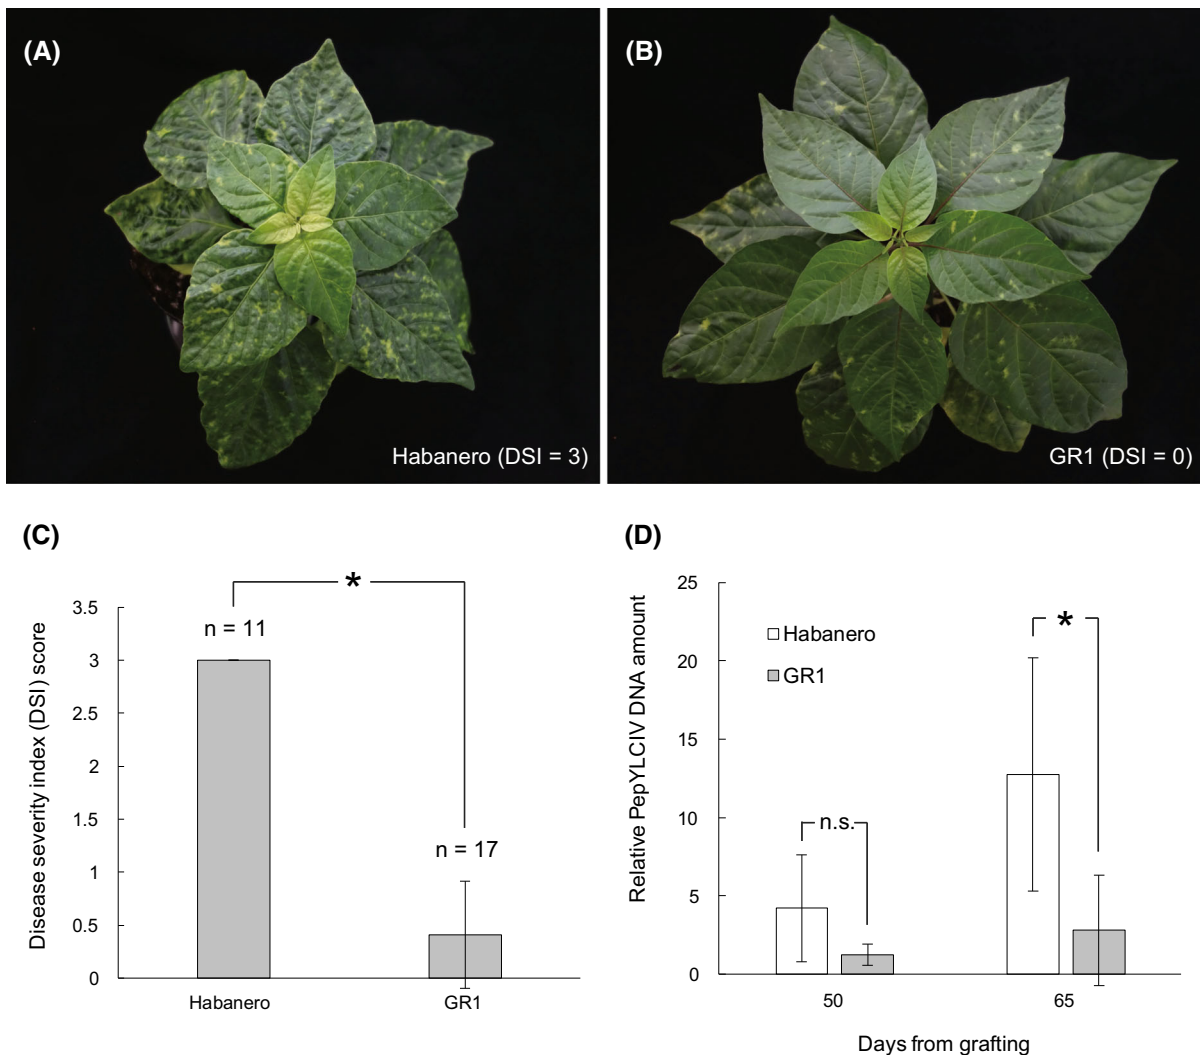 (A)
Habanero (DSI = 3)
(B)
GR1 (DSI = 0)
(C)
Disease severity index (DSI) score
3.5
3
2.5
2
1.5
1
0.5
0
*
n = 11
n = 17
Habanero
GR1
(D)
Relative PepYLCIV DNA amount
25
20
15
10
5
0
Habanero
GR1
n.s.
*
50
65
Days from grafting